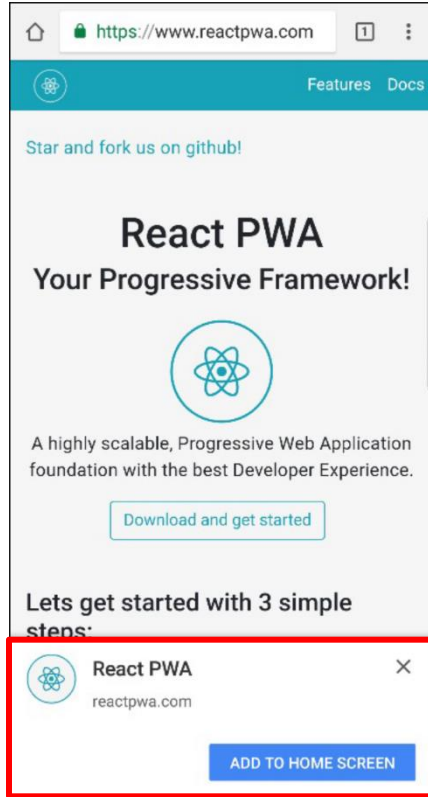 https://www.reactpwa.com 1
Features Docs
Star and fork us on github!
React PWA
Your Progressive Framework!
A highly scalable, Progressive Web Application
foundation with the best Developer Experience.
Download and get started
Lets get started with 3 simple
steps:
React PWA
reactpwa.com
ADD TO HOME SCREEN